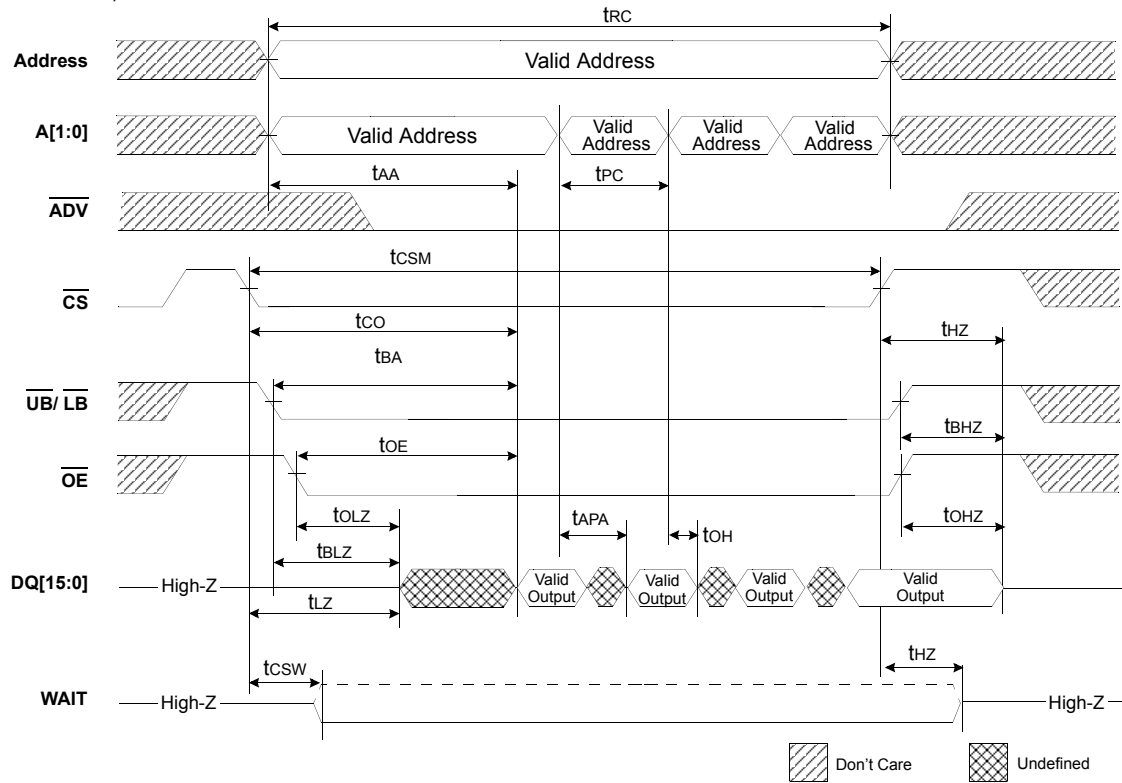 tRC
Address
Valid Address
A[1:0]
Valid Address
Valid Address
Valid Address
Valid Address
tAA
tPC
ADV
tCSM
CS
tCO
tHZ
tBA
UB/ LB
tBHZ
tOE
OE
tOLZ
tAPA
tOH
tOHZ
tBLZ
DQ[15:0]
High-Z
Valid Output
Valid Output
Valid Output
Valid Output
tLZ
tHZ
tCSW
WAIT
High-Z
High-Z
Don't Care
Undefined